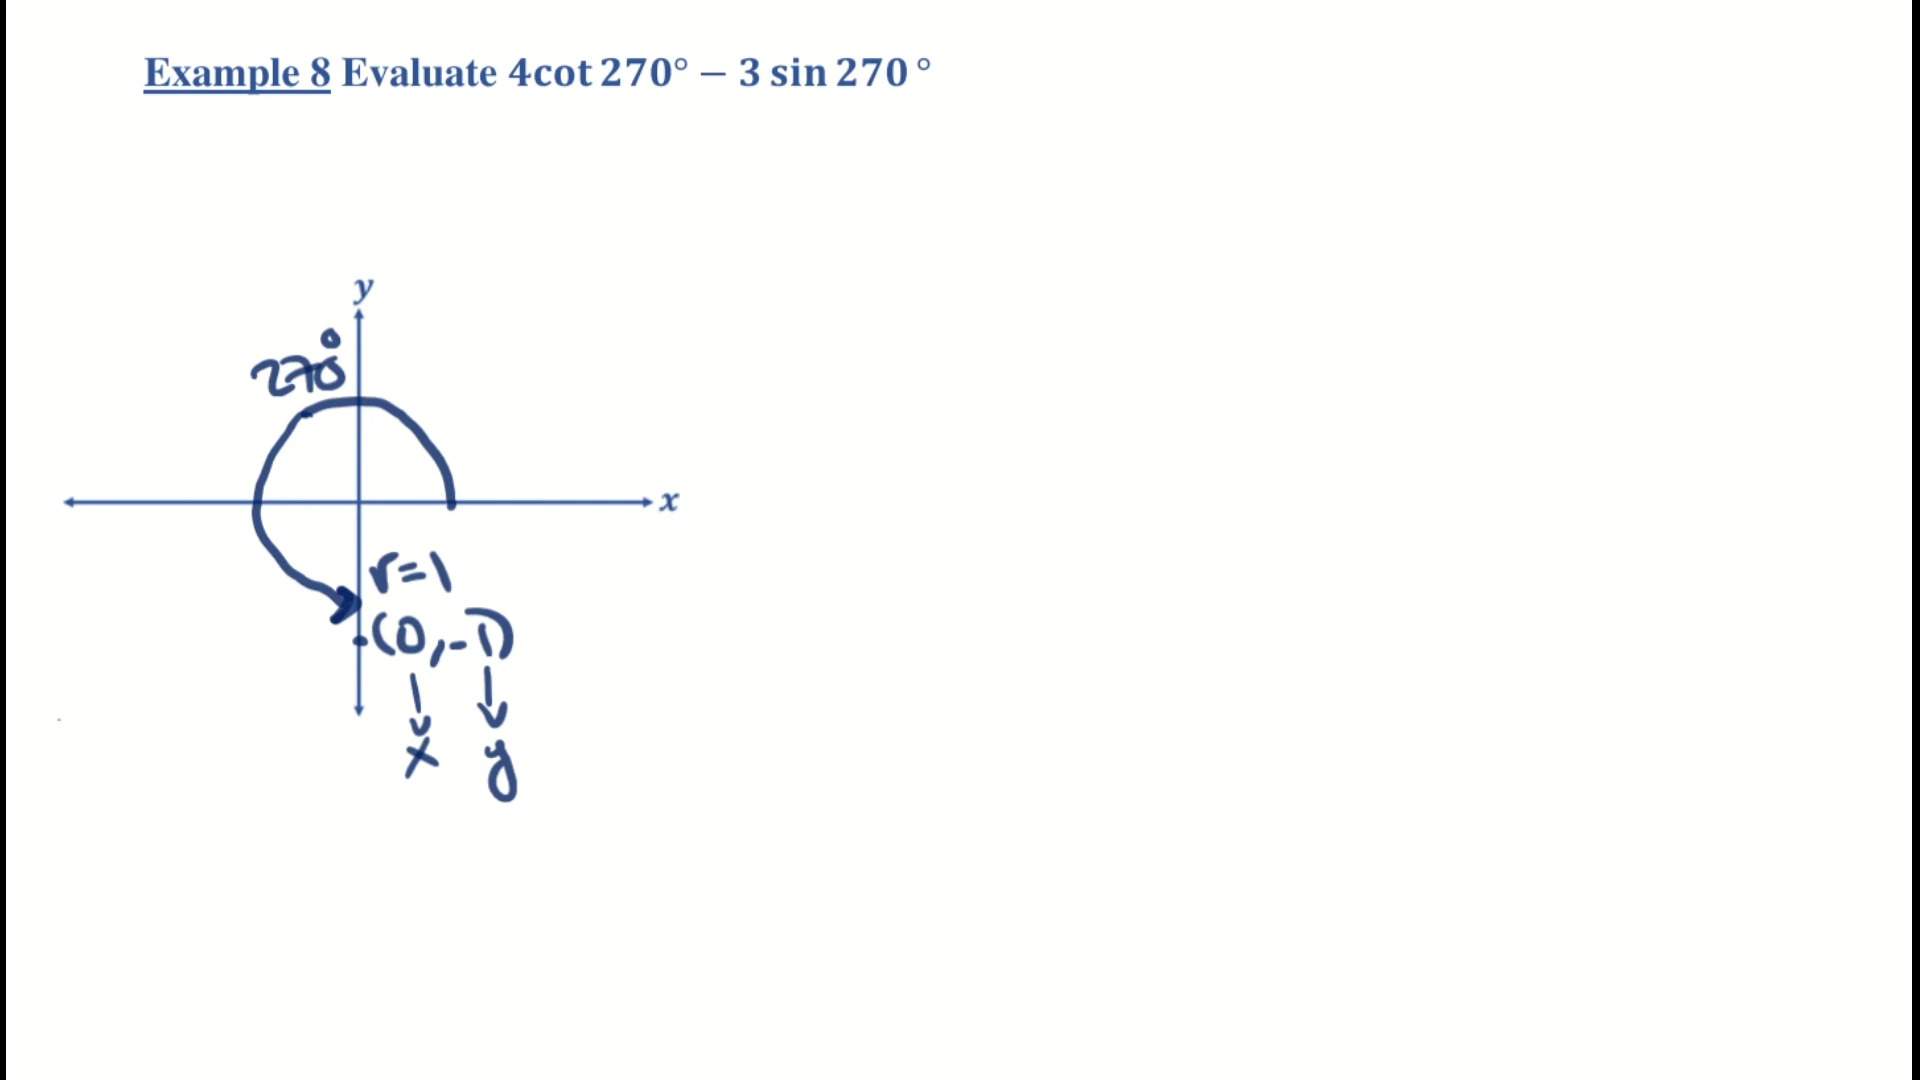 Example 8 Evaluate 4cot 270° − 3 sin 270 °
y
270°
x
r=1
(0,-1)
x y